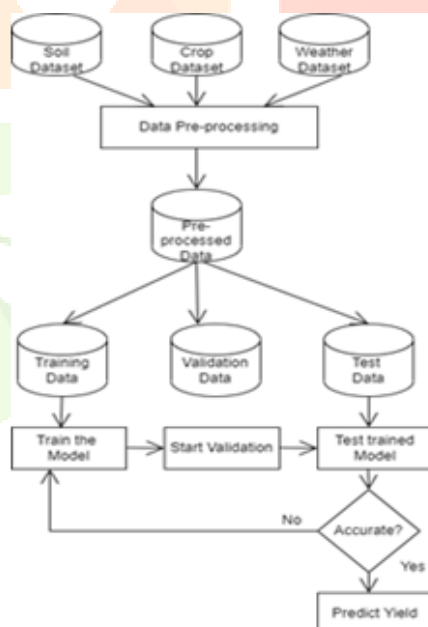 Soil
Dataset
Crop
Dataset
Weather
Dataset
Data Pre-processing
Pre-
processed
Data
Training
Data
Validation
Data
Test
Data
Train the
Model
Start Validation
Test trained
Model
Accurate?
No
Yes
Predict Yield